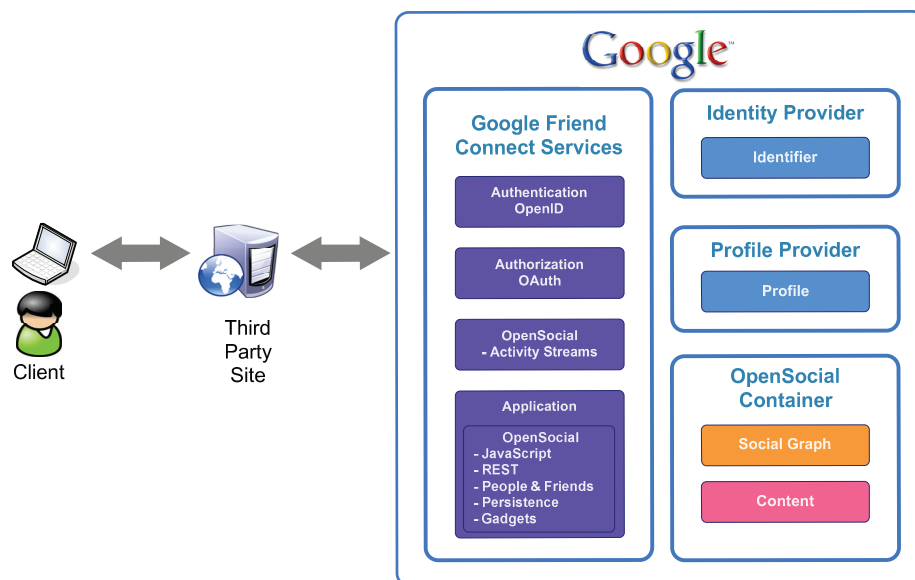 Google™
Google Friend
Connect Services
Authentication
OpenID
Authorization
OAuth
OpenSocial
- Activity Streams
Application
OpenSocial
- JavaScript
- REST
- People & Friends
- Persistence
- Gadgets
Identity Provider
Identifier
Profile Provider
Profile
OpenSocial
Container
Social Graph
Content
Client
Third
Party
Site